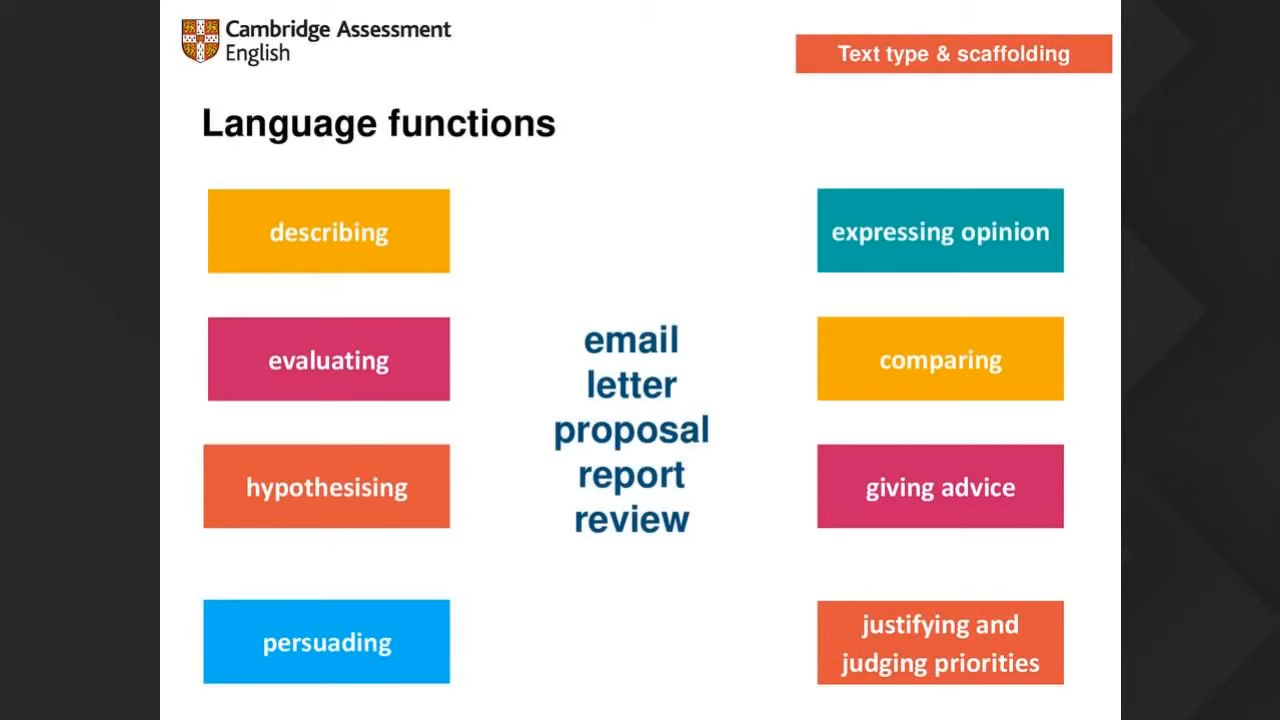 Cambridge Assessment
English
Text type & scaffolding
Language functions
describing
expressing opinion
evaluating
email
letter
proposal
report
review
comparing
hypothesising
giving advice
persuading
justifying and
judging priorities